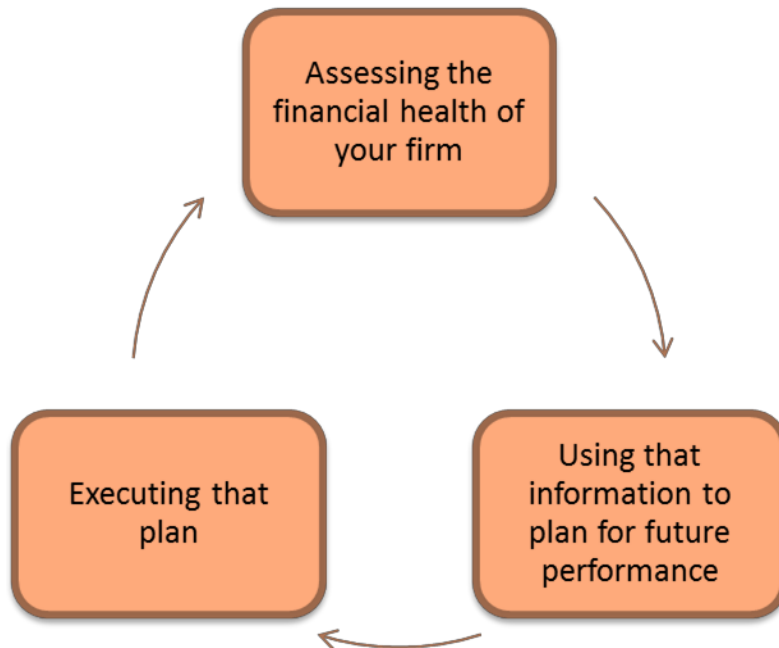 Assessing the
financial health of
your firm
Using that
information to
plan for future
performance
Executing that
plan